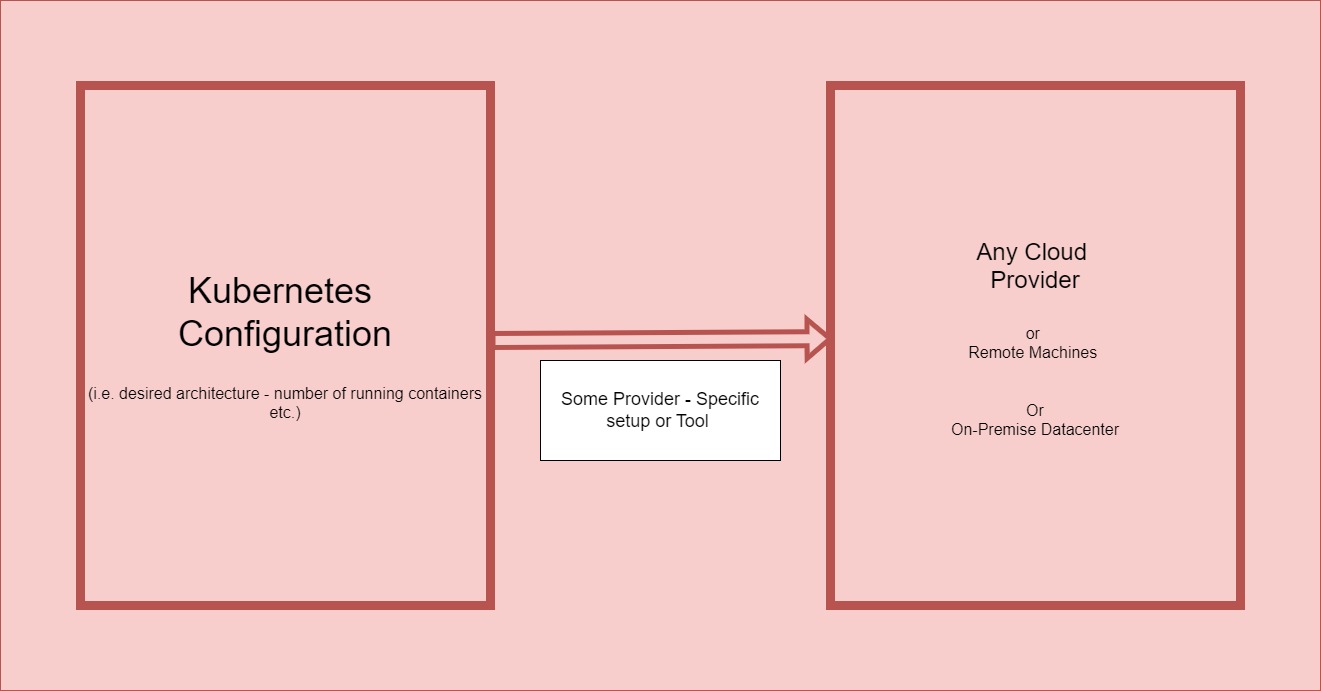 Kubernetes
Configuration
(i.e. desired architecture - number of running containers
etc.)
Some Provider - Specific
setup or Tool
Any Cloud
Provider
or
Remote Machines
Or
On-Premise Datacenter